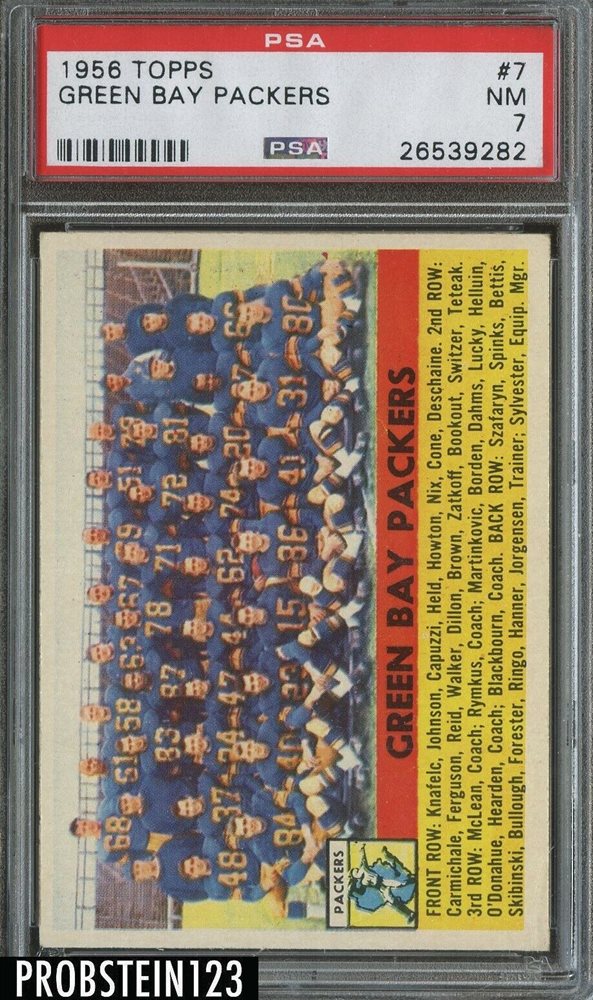 PSA
1956 TOPPS #7
GREEN BAY PACKERS NM
7
PSA 26539282
GREEN BAY PACKERS
PACKERS
FRONT ROW: Knafelc, Johnson, Capuzzi, Held, Howton, Nix, Cone, Deschaine. 2nd ROW:
Carmichale, Ferguson, Reid, Walker, Dillon, Brown, Zatkoff, Bookout, Switzer, Teteak.
3rd ROW: McLean, Coach; Rymkus, Coach; Martinkovic, Borden, Dahms, Lucky, Helluin,
O'Donahue, Hearden, Coach; Blackbourn, Coach. BACK ROW: Szafaryn, Spinks, Bettis,
Skibinski, Bullough, Forester, Ringo, Hanner, Jorgensen, Trainer; Sylvester, Equip. Mgr.
PROBSTEIN123